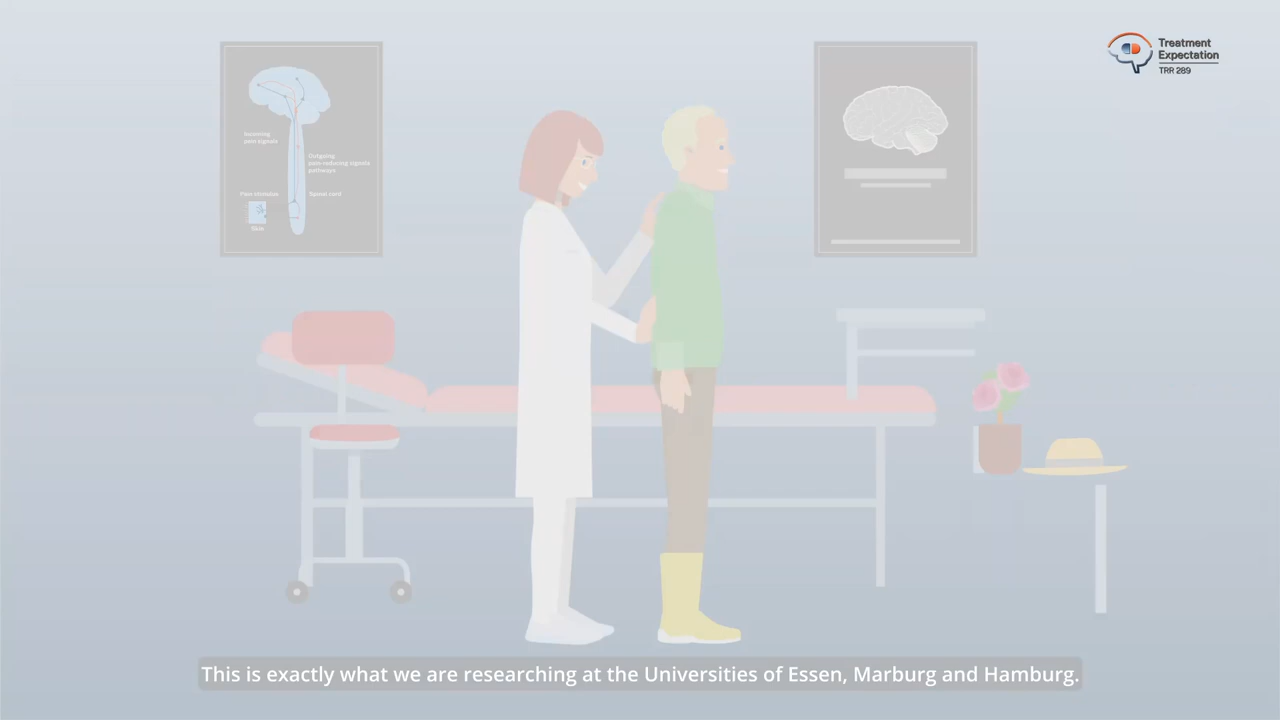 Treatment
Expectation
TRR 289
Incoming
pain signals
Outgoing
pain-reducing signals
pathways
Pain stimulus
Spinal cord
Skin
This is exactly what we are researching at the Universities of Essen, Marburg and Hamburg.